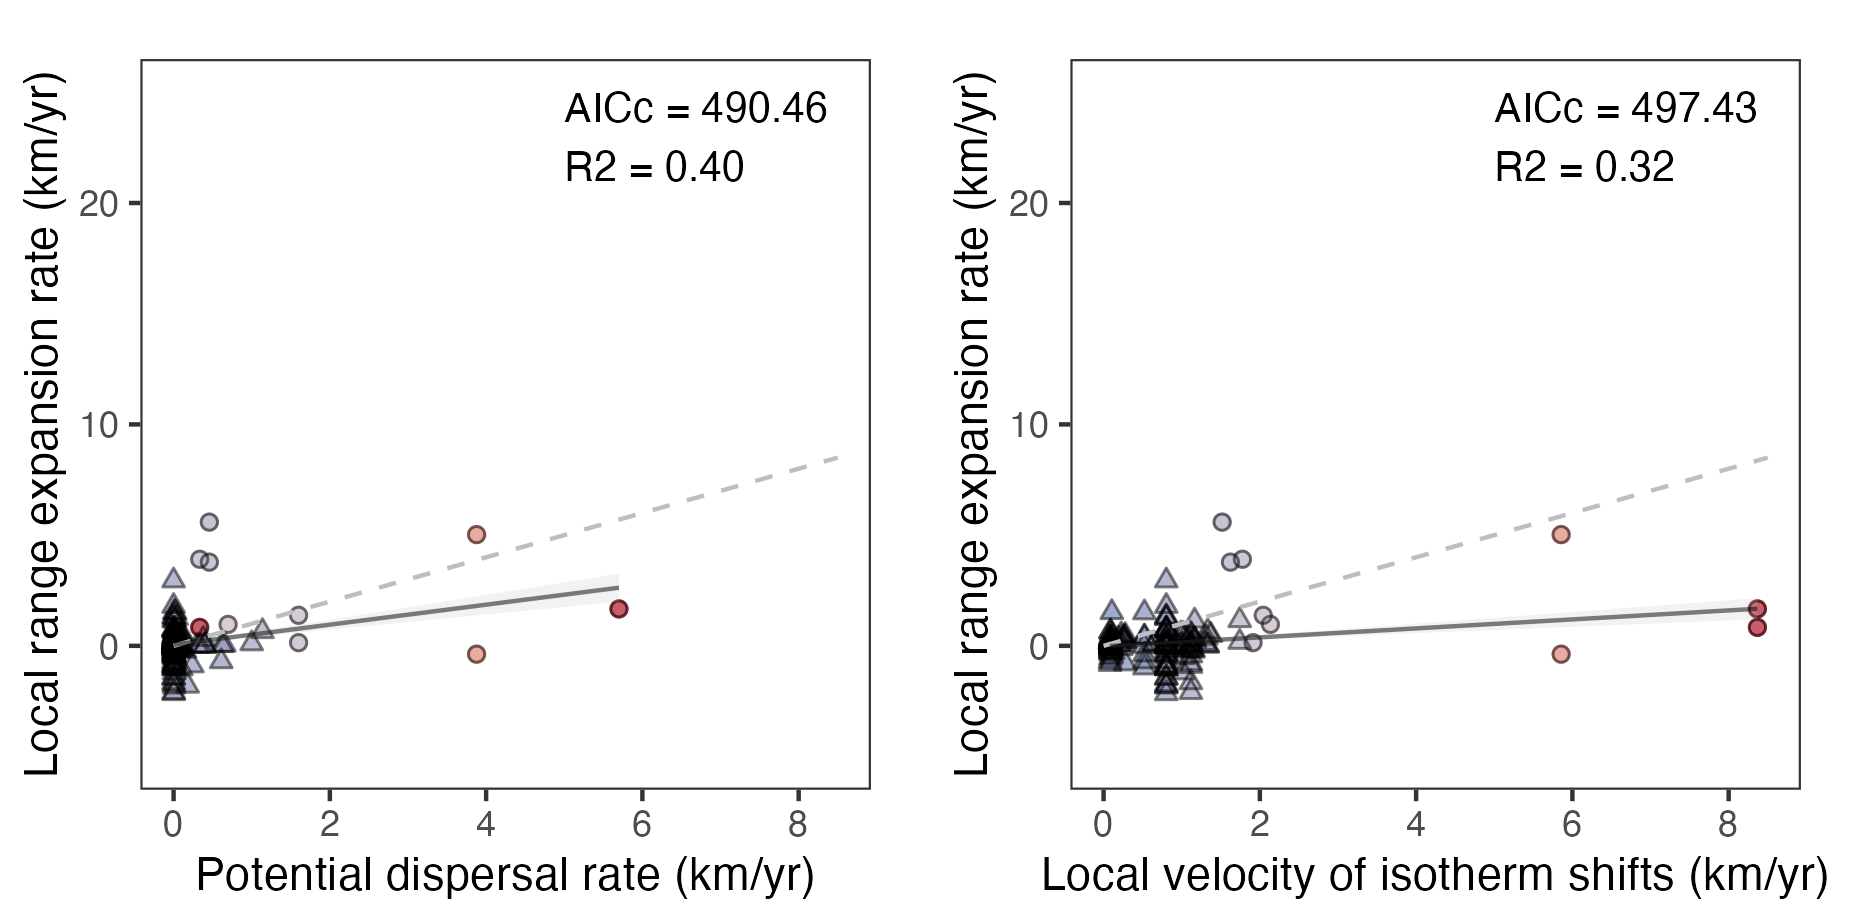 AICc = 490.46
R2 = 0.40
Local range expansion rate (km/yr)
20
10
0
0 2 4 6 8
Potential dispersal rate (km/yr)
AICc = 497.43
R2 = 0.32
Local range expansion rate (km/yr)
20
10
0
0 2 4 6 8
Local velocity of isotherm shifts (km/yr)